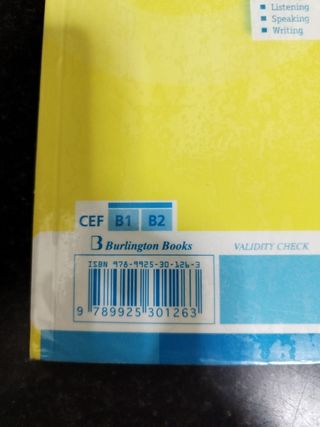 Listening
Speaking
Writing
CEF B1 B2
B Burlington Books
VALIDITY CHECK
ISBN 978-9925-30-126-3
9 789925 301263